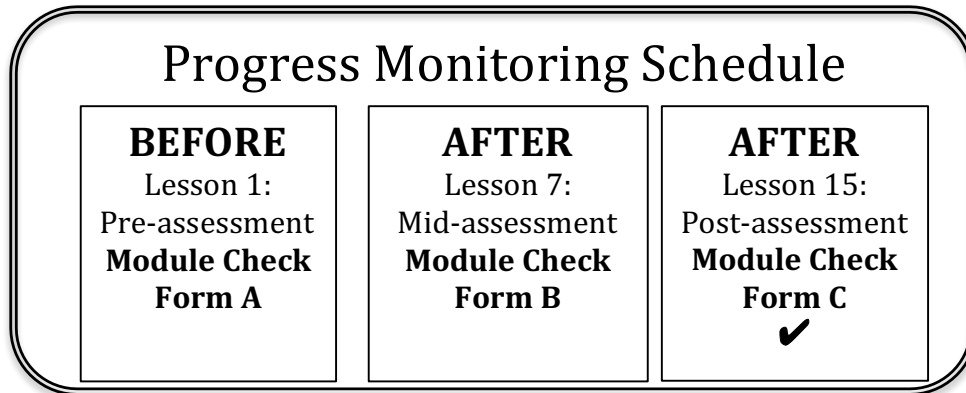 Progress Monitoring Schedule
BEFORE
Lesson 1:
Pre-assessment
Module Check
Form A
AFTER
Lesson 7:
Mid-assessment
Module Check
Form B
AFTER
Lesson 15:
Post-assessment
Module Check
Form C
✔